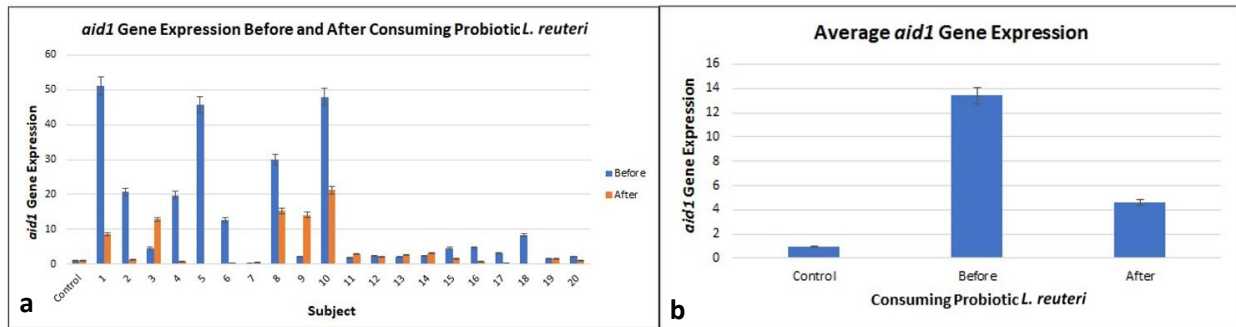 aid1 Gene Expression Before and After Consuming Probiotic L. reuteri
aid1 Gene Expression
60
50
40
30
20
10
0
Control 1 2 3 4 5 6 7 8 9 10 11 12 13 14 15 16 17 18 19 20
Subject
Before
After
a
Average aid1 Gene Expression
aid1 Gene Expression
16
14
12
10
8
6
4
2
0
Control Before After
Consuming Probiotic L. reuteri
b